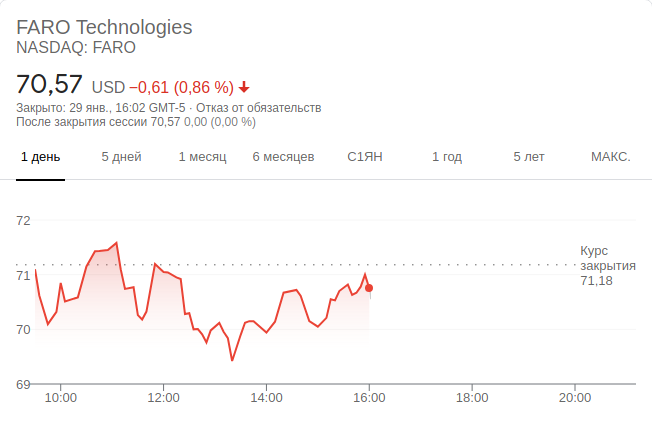 FARO Technologies
NASDAQ: FARO
70,57 USD −0,61 (0,86 %)
Закрыто: 29 янв., 16:02 GMT-5 · Отказ от обязательств
После закрытия сессии 70,57 0,00 (0,00 %)
1 день 5 дней 1 месяц 6 месяцев С1ЯН 1 год 5 лет МАКС.
72
Курс
закрытия
71,18
71
70
69
10:00 12:00 14:00 16:00 18:00 20:00